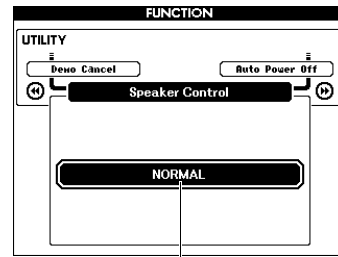 FUNCTION
UTILITY
Demo Cancel
Auto Power Off
Speaker Control
NORMAL